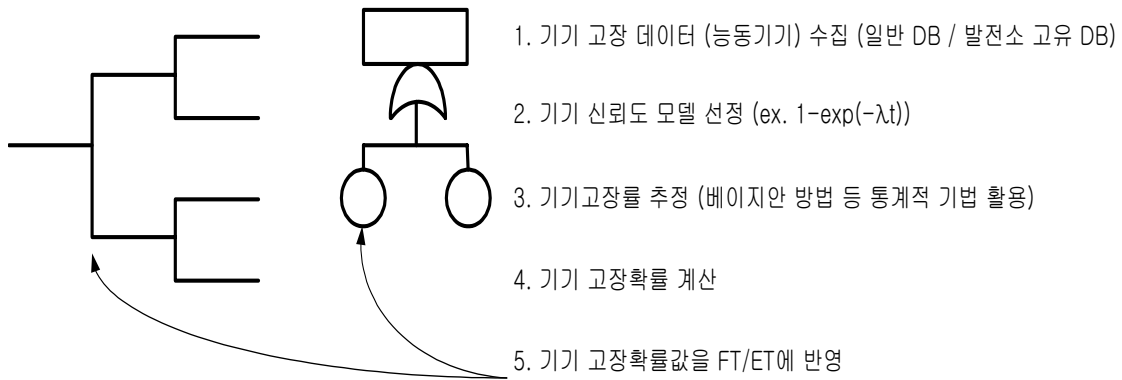 1. 기기 고장 데이터 (능동기기) 수집 (일반 DB / 발전소 고유 DB)
2. 기기 신뢰도 모델 선정 (ex. 1-exp(-λt))
3. 기기고장률 추정 (베이지안 방법 등 통계적 기법 활용)
4. 기기 고장확률 계산
5. 기기 고장확률값을 FT/ET에 반영